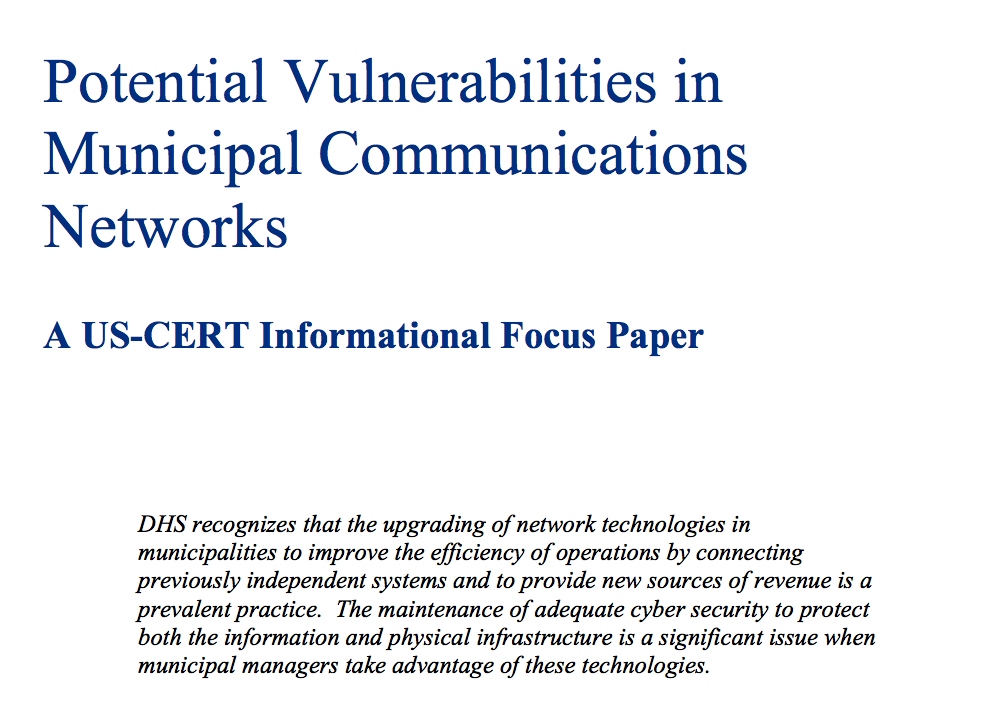 Potential Vulnerabilities in
Municipal Communications
Networks
A US-CERT Informational Focus Paper
DHS recognizes that the upgrading of network technologies in
municipalities to improve the efficiency of operations by connecting
previously independent systems and to provide new sources of revenue is a
prevalent practice.  The maintenance of adequate cyber security to protect
both the information and physical infrastructure is a significant issue when
municipal managers take advantage of these technologies.